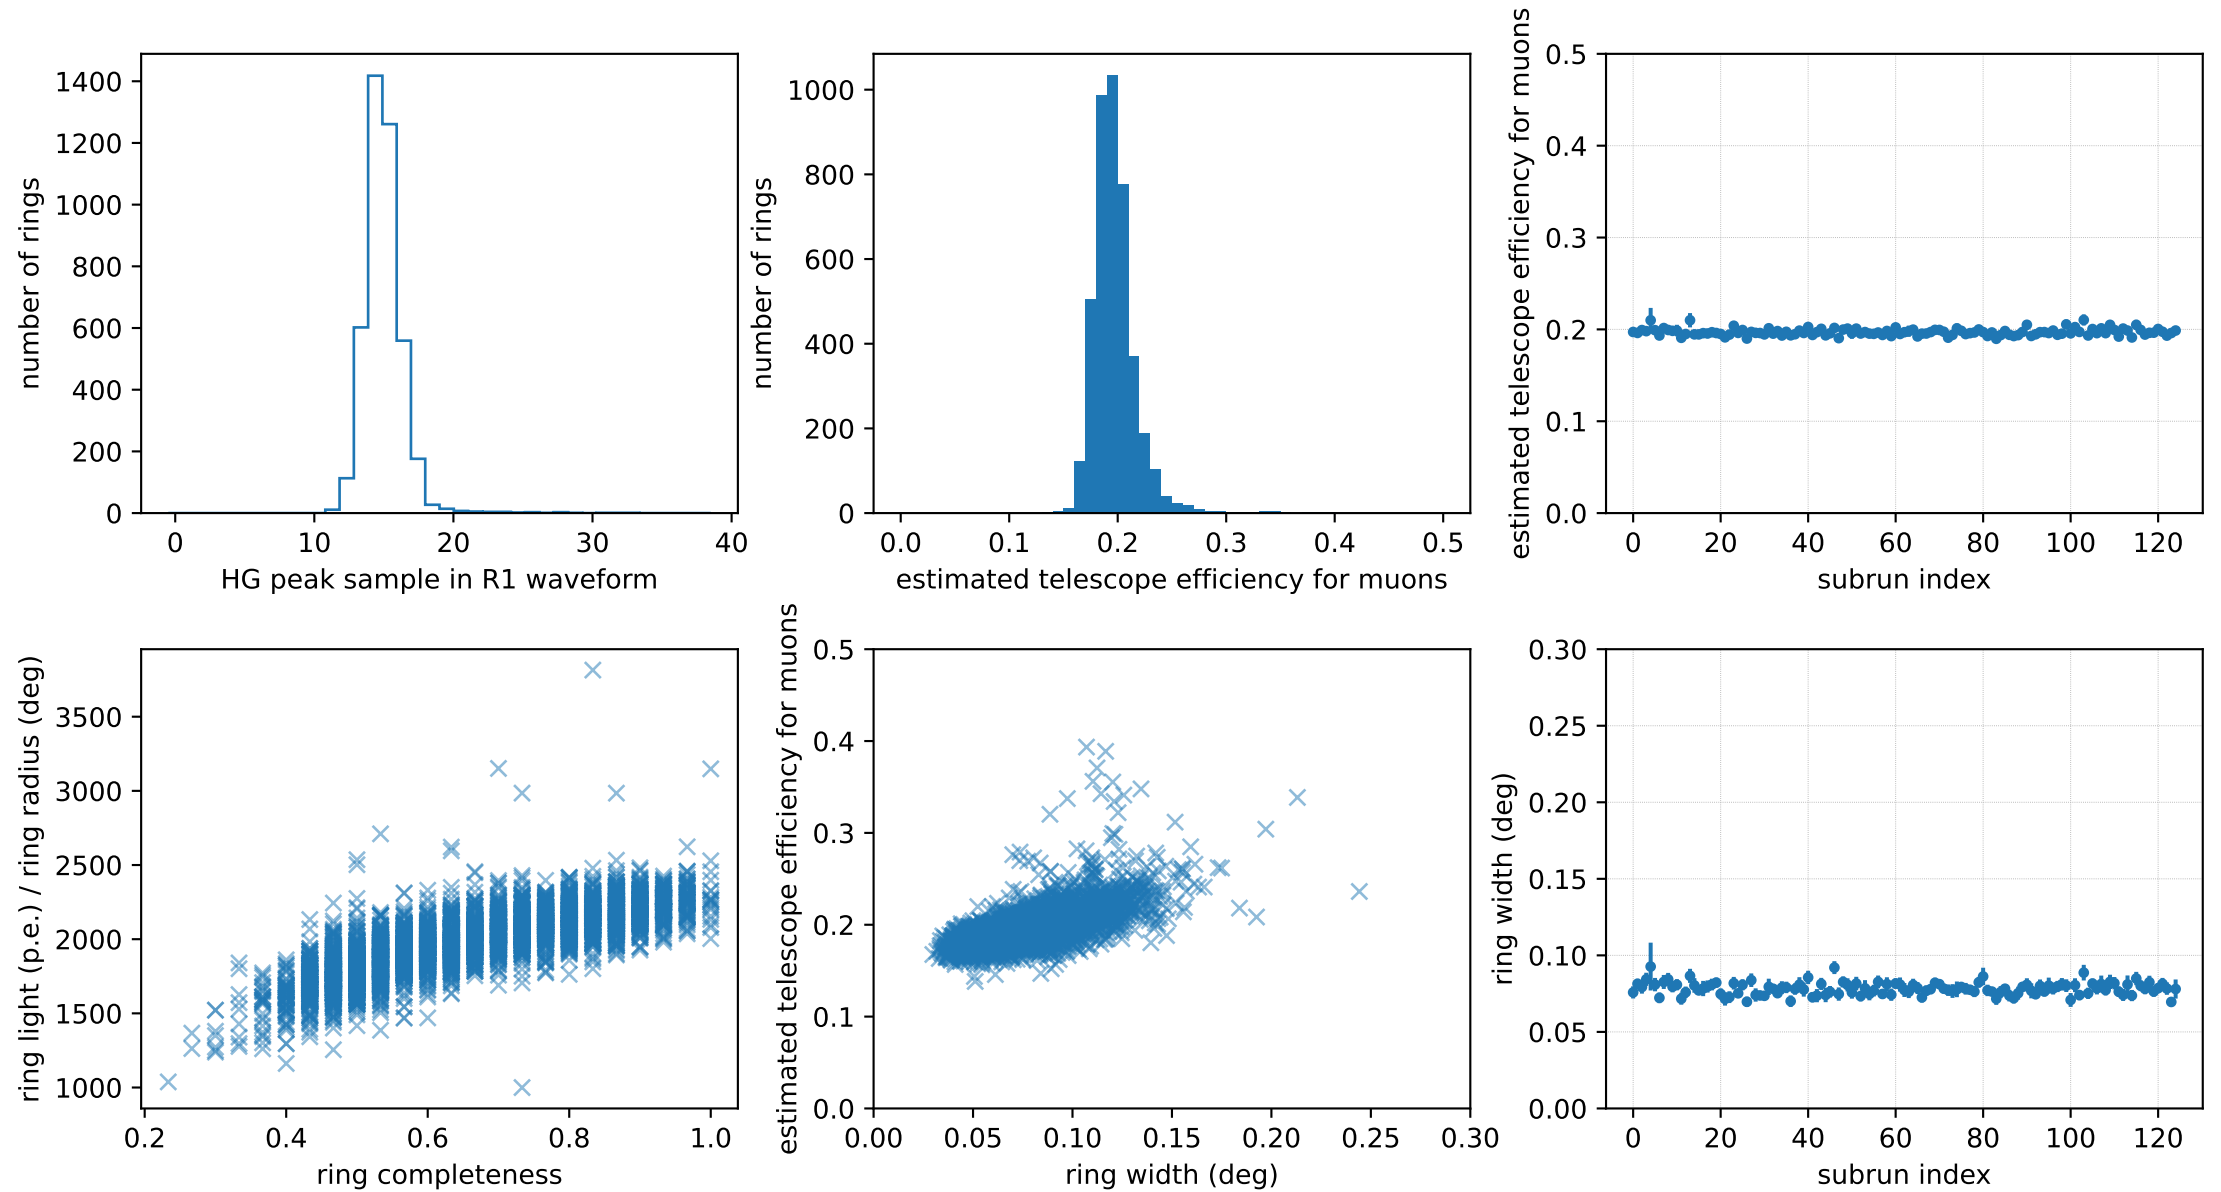 number of rings
1400
1200
1000
800
600
400
200
0
0 10 20 30 40
HG peak sample in R1 waveform
number of rings
1000
800
600
400
200
0
0.0 0.1 0.2 0.3 0.4 0.5
estimated telescope efficiency for muons
estimated telescope efficiency for muons
0.5
0.4
0.3
0.2
0.1
0.0
0 20 40 60 80 100 120
subrun index
ring light (p.e.) / ring radius (deg)
3500
3000
2500
2000
1500
1000
0.2 0.4 0.6 0.8 1.0
ring completeness
estimated telescope efficiency for muons
0.5
0.4
0.3
0.2
0.1
0.0
0.00 0.05 0.10 0.15 0.20 0.25 0.30
ring width (deg)
ring width (deg)
0.30
0.25
0.20
0.15
0.10
0.05
0.00
0 20 40 60 80 100 120
subrun index